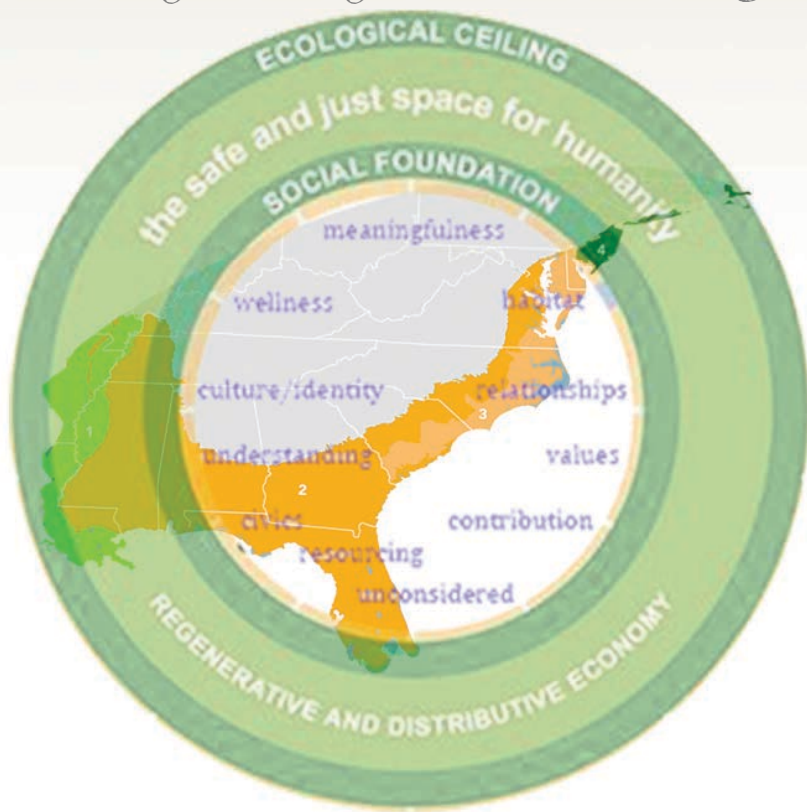 ECOLOGICAL CEILING
the safe and just space for humanity
SOCIAL FOUNDATION
meaningfulness
4
wellness
habitat
culture/identity
relationships
3
1
understanding
values
2
civics
contribution
resourcing
unconsidered
REGENERATIVE AND DISTRIBUTIVE ECONOMY